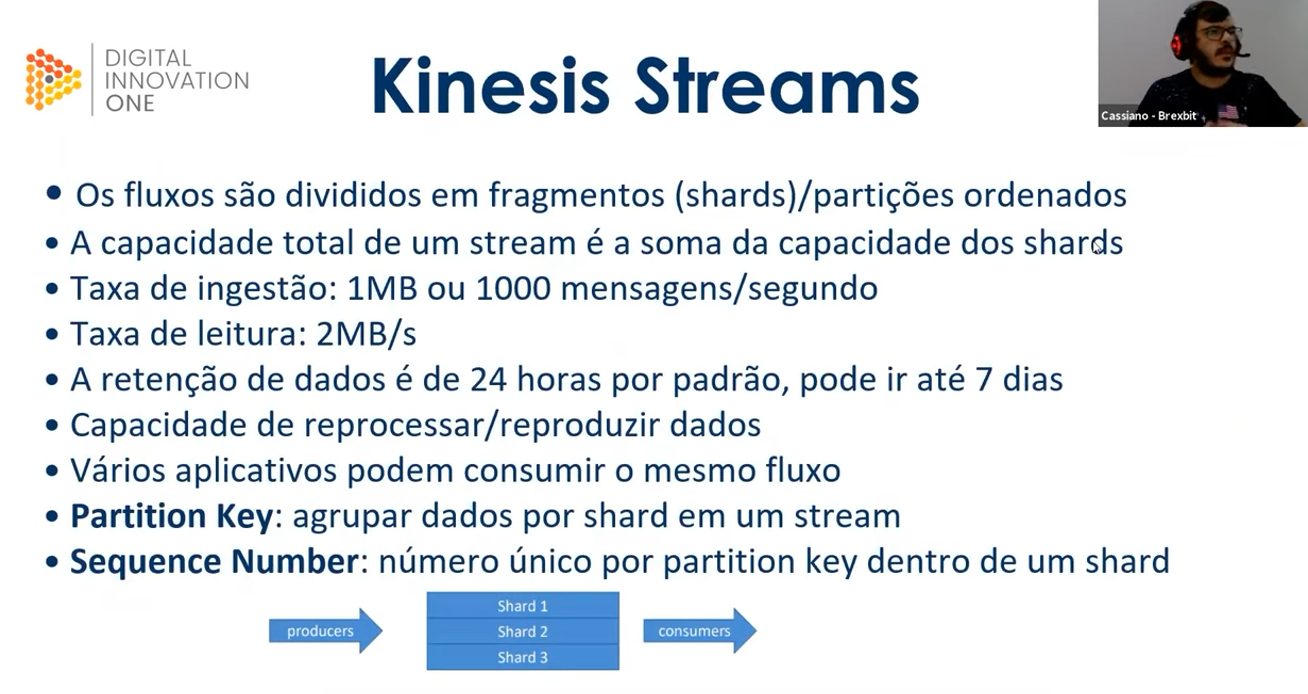 DIGITAL
INNOVATION
ONE
Kinesis Streams
Cassiano - Brexbit
• Os fluxos são divididos em fragmentos (shards)/partições ordenados
• A capacidade total de um stream é a soma da capacidade dos shards
• Taxa de ingestão: 1MB ou 1000 mensagens/segundo
• Taxa de leitura: 2MB/s
• A retenção de dados é de 24 horas por padrão, pode ir até 7 dias
• Capacidade de reprocessar/reproduzir dados
• Vários aplicativos podem consumir o mesmo fluxo
• Partition Key: agrupar dados por shard em um stream
• Sequence Number: número único por partition key dentro de um shard
producers
Shard 1
Shard 2
Shard 3
consumers